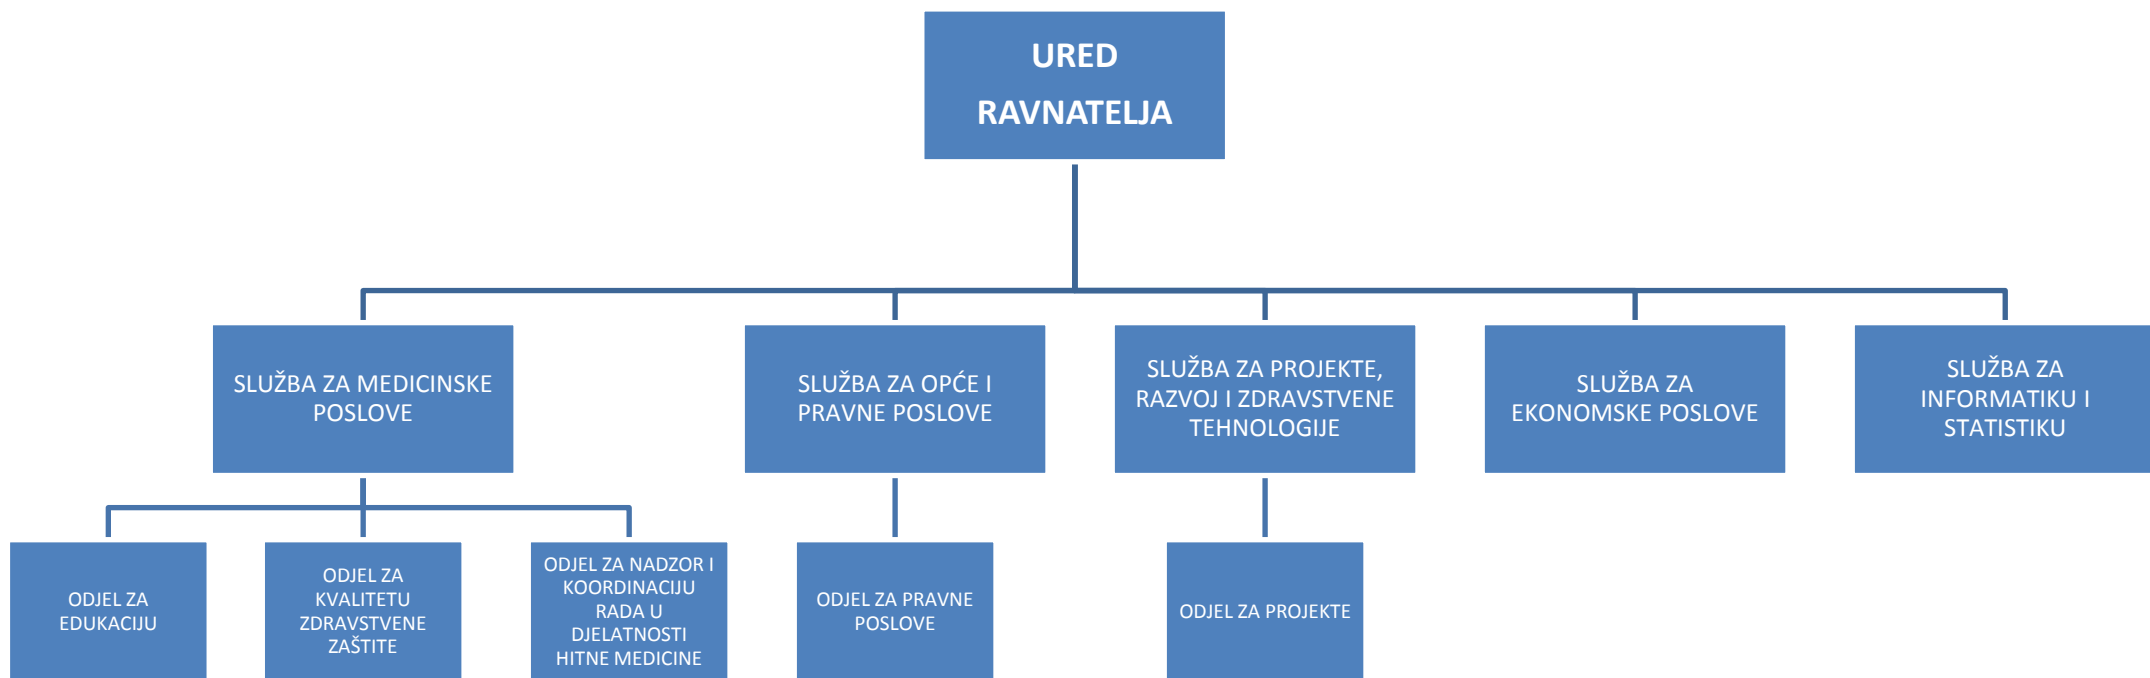 URED
RAVNATELJA
SLUŽBA ZA MEDICINSKE
POSLOVE
SLUŽBA ZA OPĆE I
PRAVNE POSLOVE
SLUŽBA ZA PROJEKTE,
RAZVOJ I ZDRAVSTVENE
TEHNOLOGIJE
SLUŽBA ZA
EKONOMSKE POSLOVE
SLUŽBA ZA
INFORMATIKU I
STATISTIKU
ODJEL ZA
EDUKACIJU
ODJEL ZA
KVALITETU
ZDRAVSTVENE
ZAŠTITE
ODJEL ZA NADZOR I
KOORDINACIJU
RADA U
DJELATNOSTI
HITNE MEDICINE
ODJEL ZA PRAVNE
POSLOVE
ODJEL ZA PROJEKTE